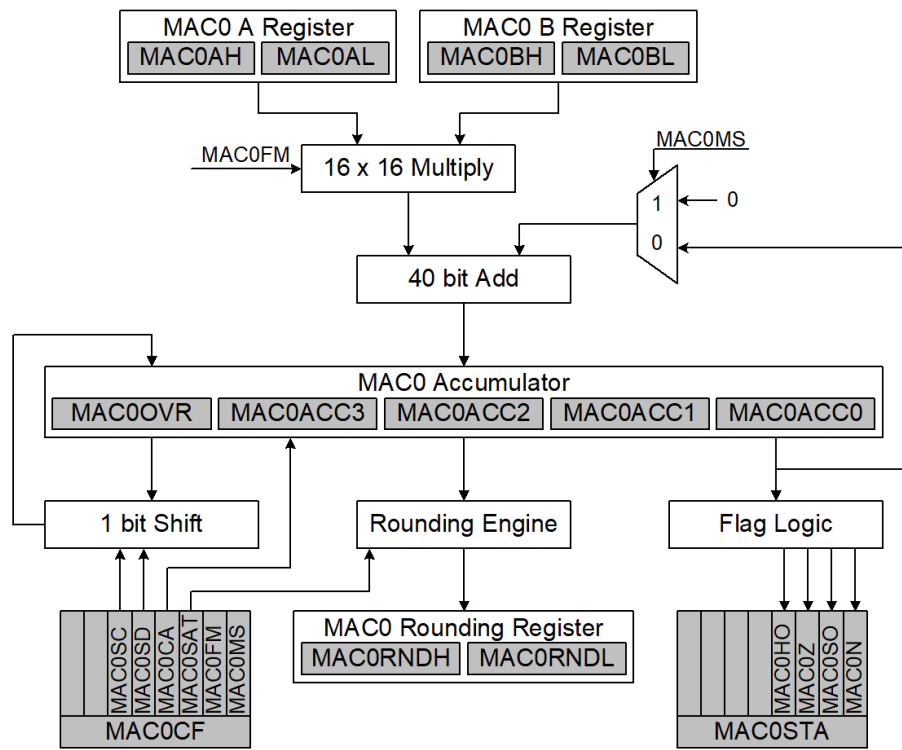 MAC0 A Register
MAC0 B Register
MAC0AH
MAC0AL
MAC0BH
MAC0BL
MAC0FM
16 x 16 Multiply
MAC0MS
1
0
0
40 bit Add
MAC0 Accumulator
MAC0OVR
MAC0ACC3
MAC0ACC2
MAC0ACC1
MAC0ACC0
1 bit Shift
Rounding Engine
Flag Logic
MAC0SC
MAC0SD
MAC0CA
MAC0SAT
MAC0FM
MAC0MS
MAC0CF
MAC0 Rounding Register
MAC0RNDH
MAC0RNDL
MAC0HO
MAC0Z
MAC0SO
MAC0N
MAC0STA